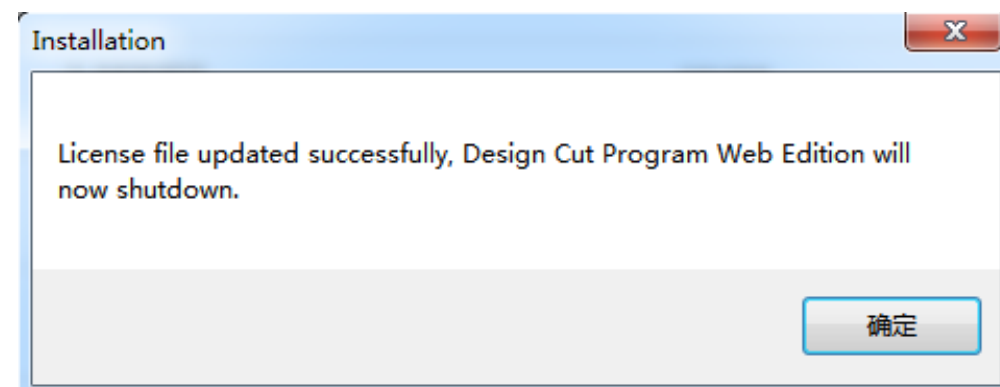 Installation
License file updated successfully, Design Cut Program Web Edition will
now shutdown.
确定